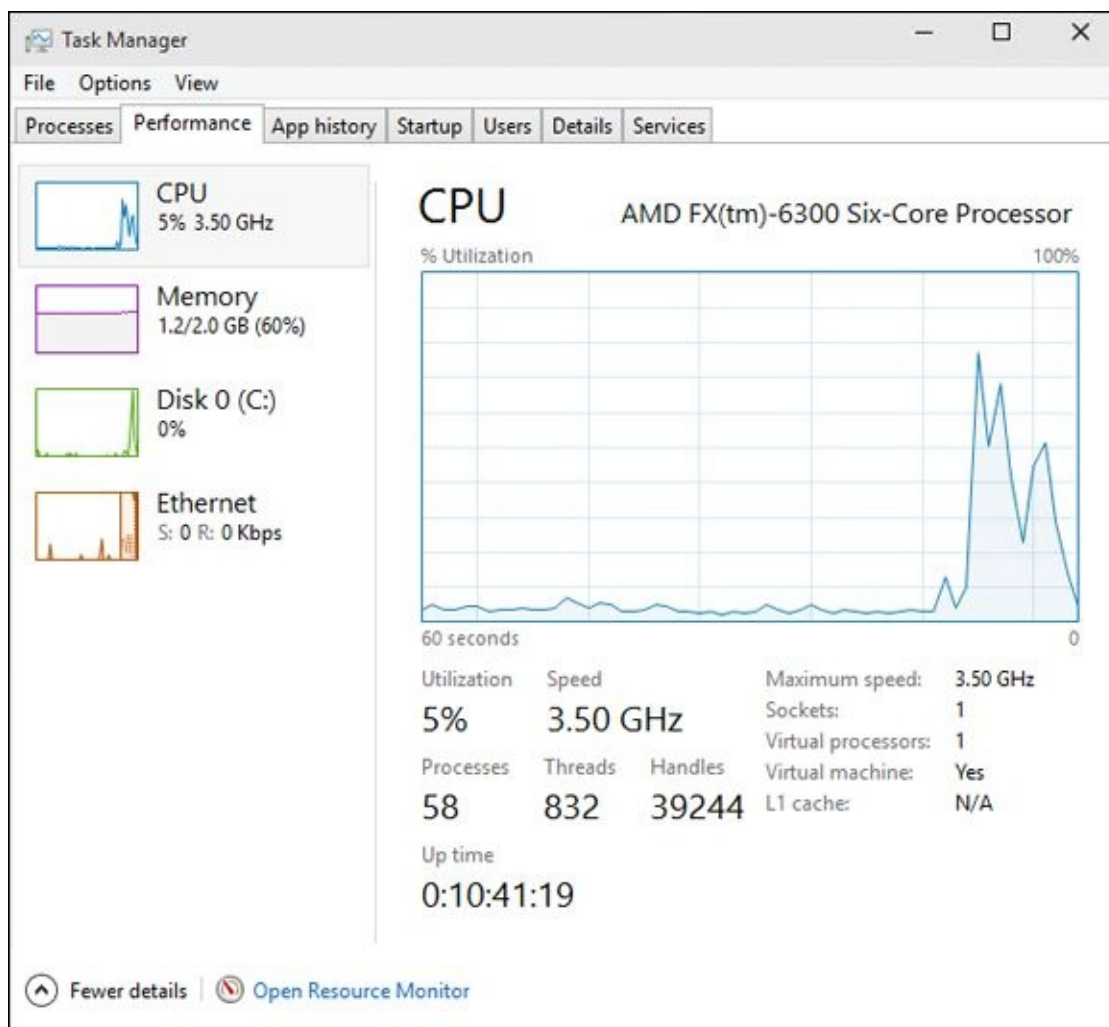 Task Manager
File Options View
Processes Performance App history Startup Users Details Services
CPU
5% 3.50 GHz
Memory
1.2/2.0 GB (60%)
Disk 0 (C:)
0%
Ethernet
S: 0 R: 0 Kbps
CPU AMD FX(tm)-6300 Six-Core Processor
% Utilization 100%
60 seconds 0
Utilization Speed
5% 3.50 GHz
Processes Threads Handles
58 832 39244
Up time
0:10:41:19
Maximum speed: 3.50 GHz
Sockets: 1
Virtual processors: 1
Virtual machine: Yes
L1 cache: N/A
Fewer details Open Resource Monitor